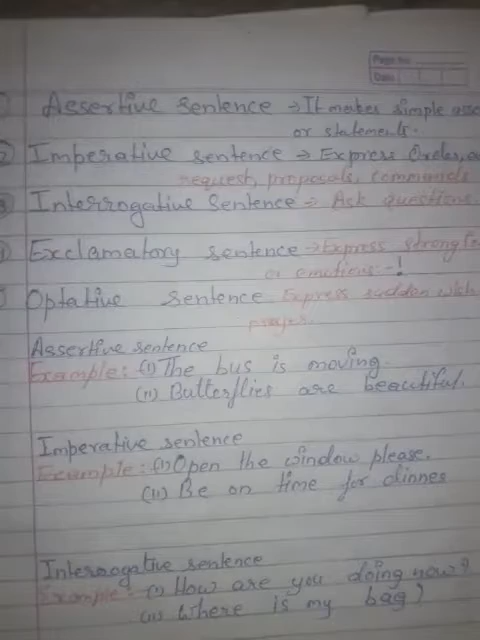 Page No.
Date
Assertive sentence → It makes simple
or statements.
② Imperative sentence → Express Orders,
request, proposals, commands
Interrogative sentence → Ask questions
Exclamatory sentence → Express strong
or emotions - !
Optative sentence Express sudden wish
prayer.
Assertive sentence
Example: (i) The bus is moving.
(ii) Butterflies are beautiful.
Imperative sentence
Example: (i) Open the window please.
(ii) Be on time for dinner
Interrogative sentence
Example: (i) How are you doing now?
(ii) Where is my bag?